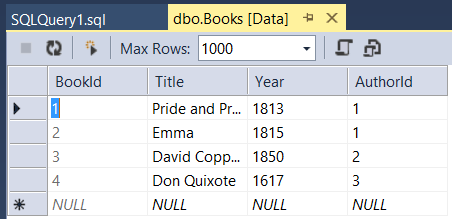 SQLQuery1.sql dbo.Books [Data]
Max Rows: 1000
BookId Title Year AuthorId
1 Pride and Pr... 1813 1
2 Emma 1815 1
3 David Copp... 1850 2
4 Don Quixote 1617 3
NULL NULL NULL NULL